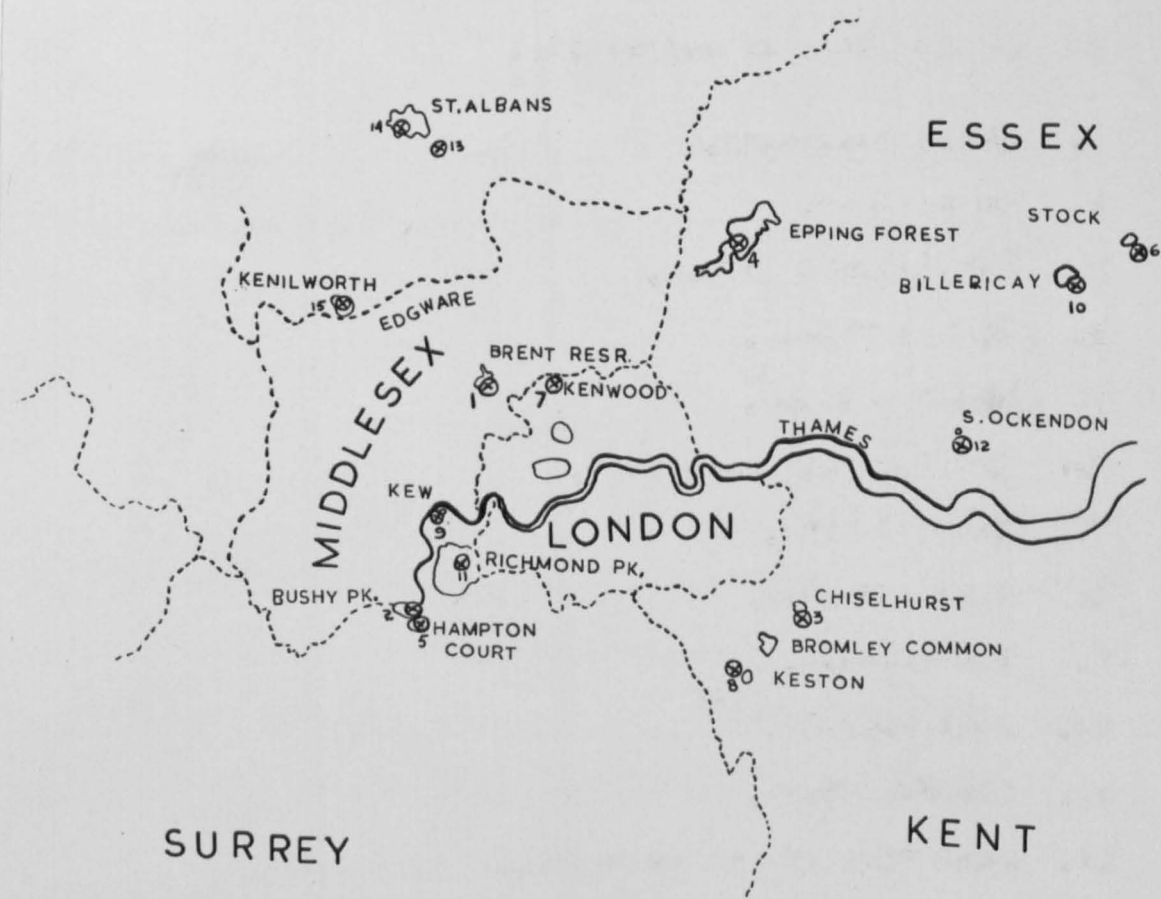 ST. ALBANS
14
13
ESSEX
STOCK
6
EPPING FOREST
4
BILLERICAY
10
KENILWORTH
15
EDGWARE
MIDDLESEX
BRENT RESR.
1
7
KENWOOD
THAMES
S. OCKENDON
12
KEW
9
LONDON
11
RICHMOND PK.
BUSHY PK.
2
5
HAMPTON
COURT
CHISELHURST
3
BROMLEY COMMON
8
KESTON
SURREY
KENT